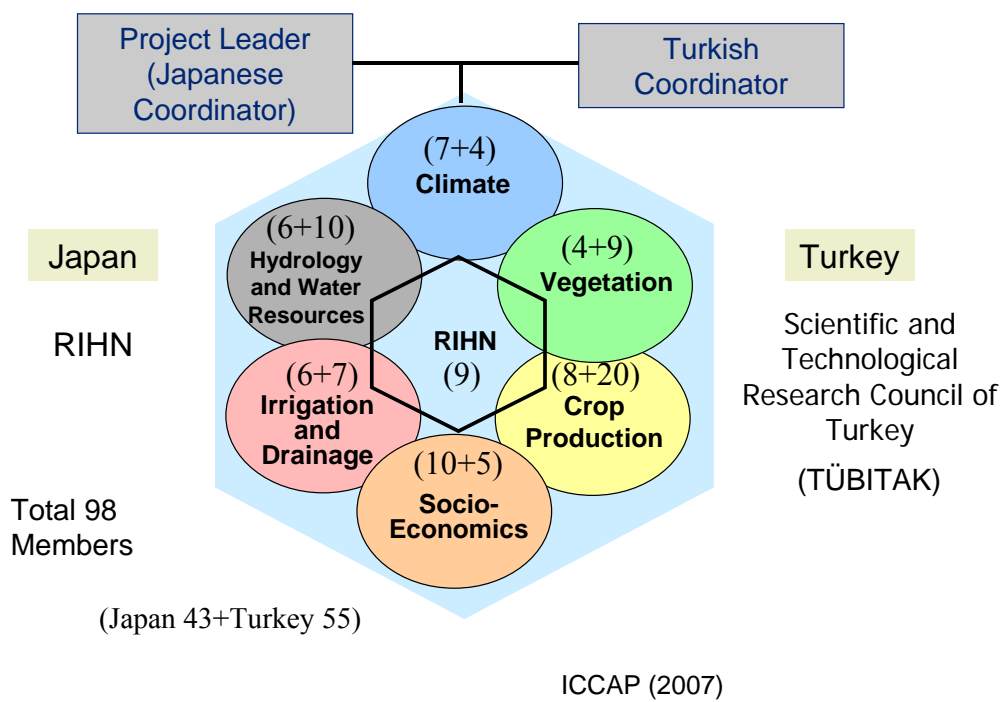 Project Leader
(Japanese
Coordinator)
Turkish
Coordinator
(7+4)
Climate
(6+10)
Hydrology
and Water
Resources
(4+9)
Vegetation
Japan
RIHN
Turkey
Scientific and
Technological
Research Council of
Turkey
(TÜBITAK)
RIHN
(9)
(6+7)
Irrigation
and
Drainage
(8+20)
Crop
Production
(10+5)
Socio-
Economics
Total 98
Members
(Japan 43+Turkey 55)
ICCAP (2007)